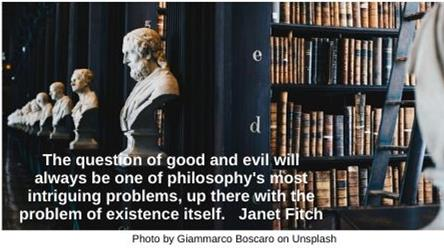 e
d
The question of good and evil will
always be one of philosophy's most
intriguing problems, up there with the
problem of existence itself.   Janet Fitch
Photo by Giammarco Boscaro on Unsplash